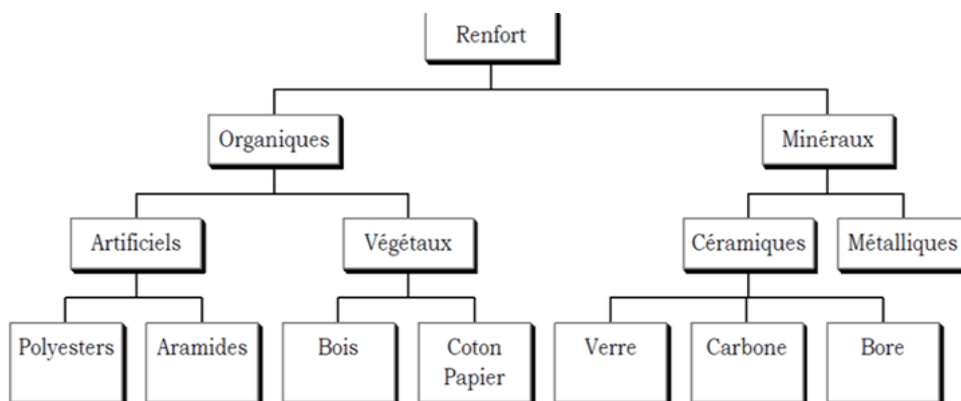 Renfort
Organiques
Minéraux
Artificiels
Végétaux
Céramiques
Métalliques
Polyesters
Aramides
Bois
Coton
Papier
Verre
Carbone
Bore